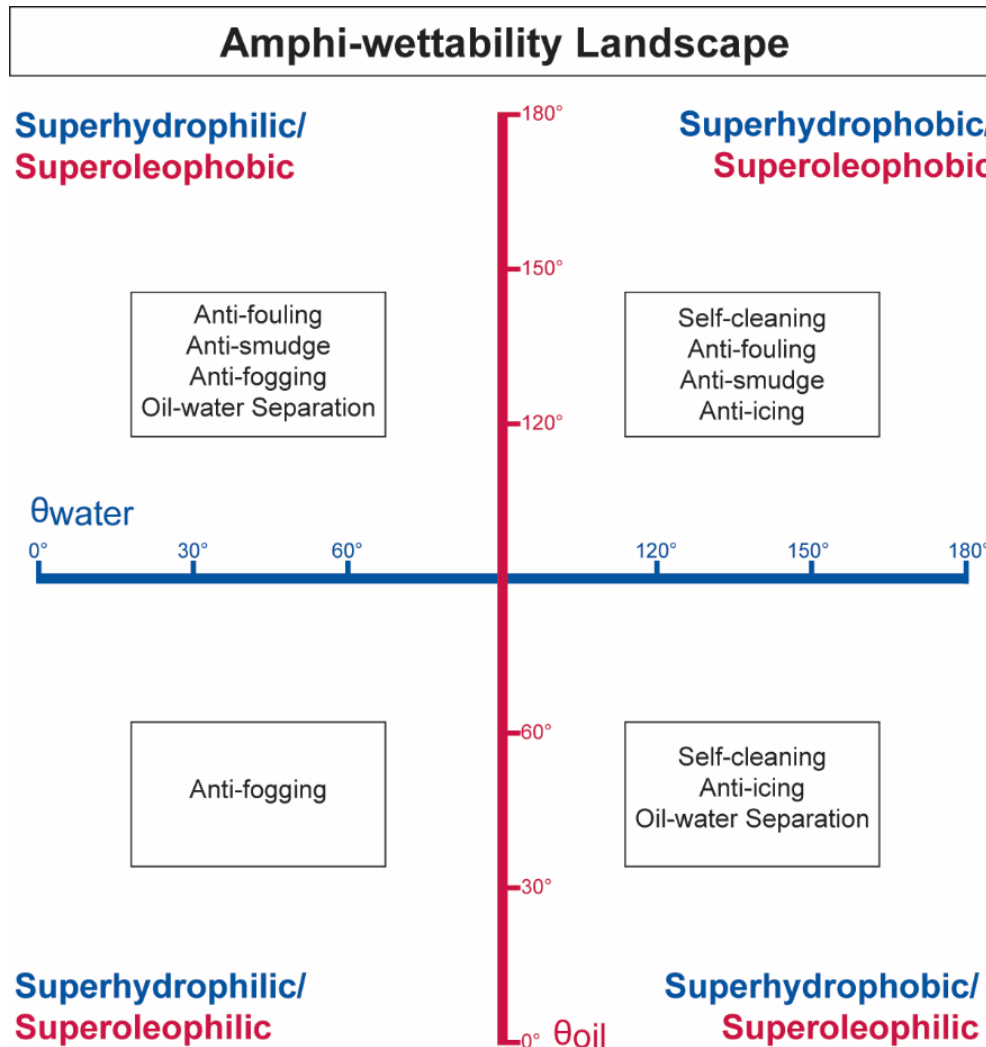 Amphi-wettability Landscape
Superhydrophilic/
Superoleophobic
180°
Superhydrophobic/
Superoleophobic
150°
Anti-fouling
Anti-smudge
Anti-fogging
Oil-water Separation
Self-cleaning
Anti-fouling
Anti-smudge
Anti-icing
120°
θwater
0° 30° 60° 120° 150° 180°
60°
Anti-fogging
Self-cleaning
Anti-icing
Oil-water Separation
30°
Superhydrophilic/
Superoleophilic
0° θoil
Superhydrophobic/
Superoleophilic